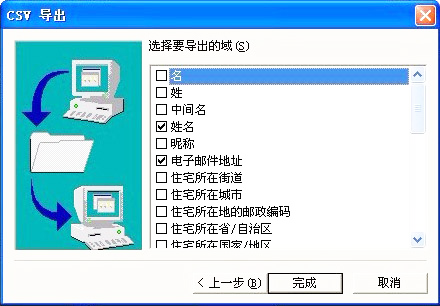 CSV 导出
选择要导出的域(S)
名
姓
中间名
姓名
昵称
电子邮件地址
住宅所在街道
住宅所在城市
住宅所在地的邮政编码
住宅所在省/自治区
住宅所在国家/地区
< 上一步(B)
完成
取消